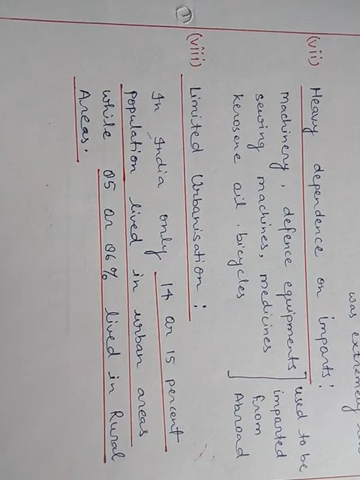 was extremely
(vii) Heavy dependence on imports:
Machinery, defence equipments
sewing machines, medicines
kerosene oil. bicycles
used to be
imported
from
Abroad
(viii) Limited Urbanisation:
In India only 14 or 15 percent
population lived in urban areas
while 85 or 86% lived in Rural
Areas.